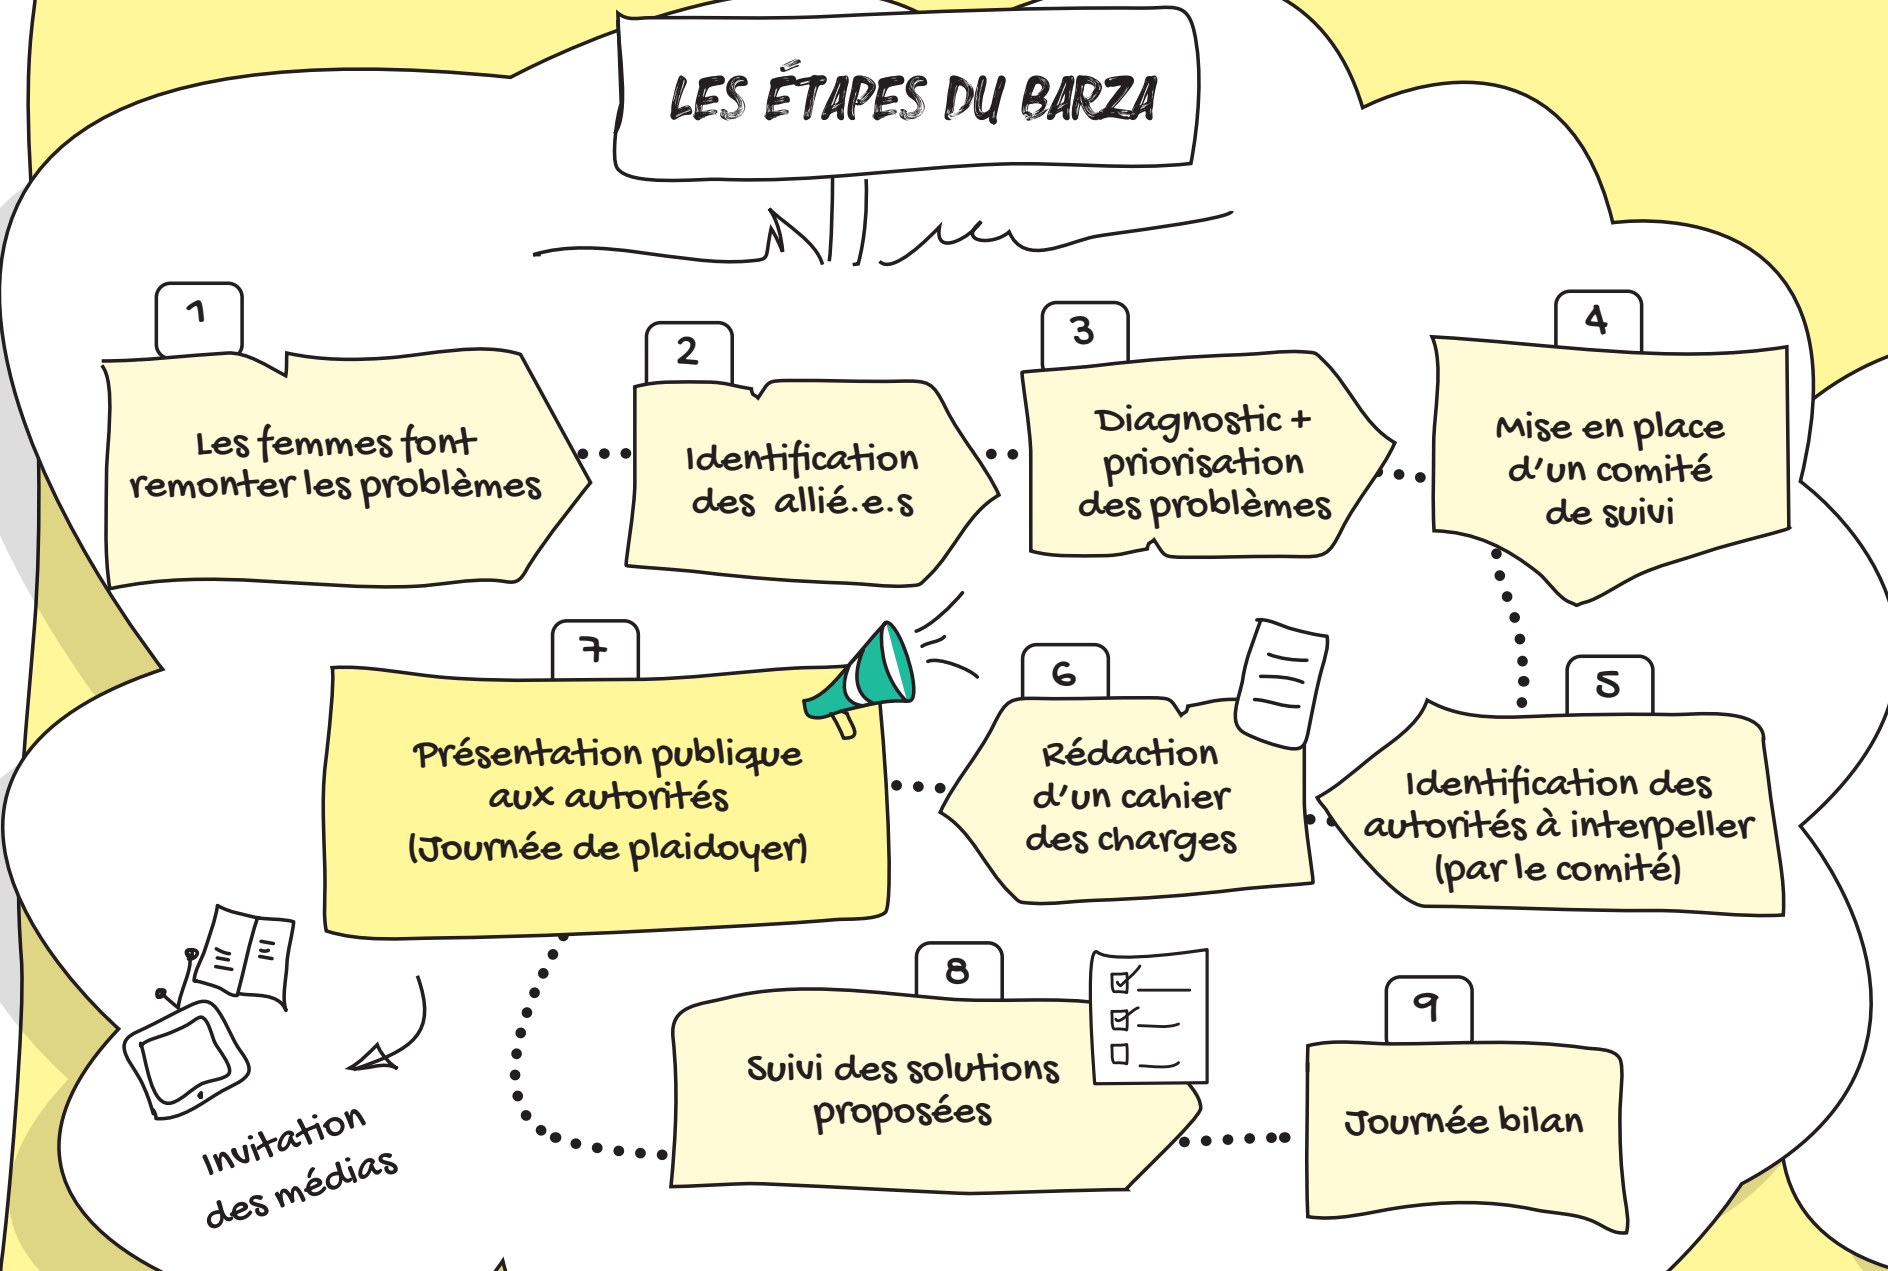 LES ÉTAPES DU BARZA
1
Les femmes font
remonter les problèmes
2
Identification
des allié.e.s
3
Diagnostic +
priorisation
des problèmes
4
Mise en place
d'un comité
de suivi
5
Identification des
autorités à interpeller
(par le comité)
6
Rédaction
d'un cahier
des charges
7
Présentation publique
aux autorités
(Journée de plaidoyer)
Invitation
des médias
8
Suivi des solutions
proposées
9
Journée bilan